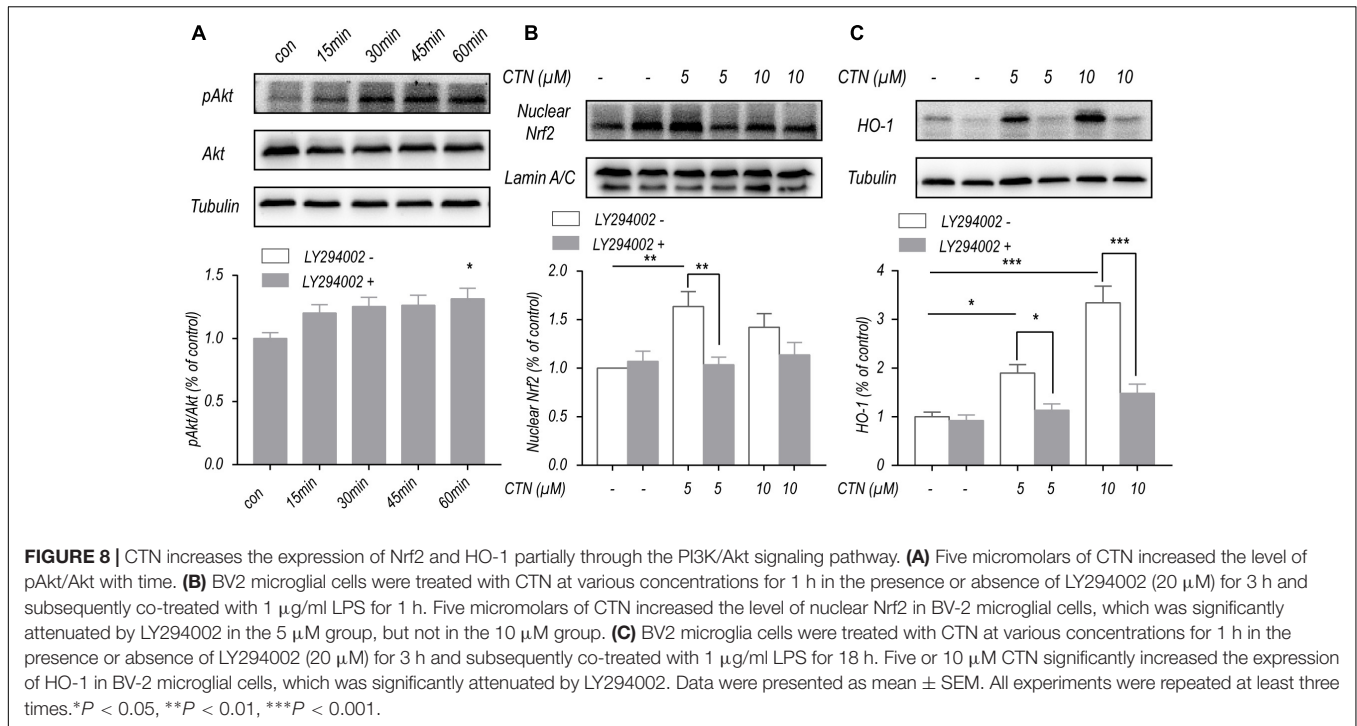 A
B
C
con 15min 30min 45min 60min
pAkt
Akt
Tubulin
CTN (µM) - - 5 5 10 10
Nuclear
Nrf2
Lamin A/C
CTN (µM) - - 5 5 10 10
HO-1
Tubulin
LY294002 -
LY294002 +
pAkt/Akt (% of control)
1.5
1.0
0.5
0.0
*
con 15min 30min 45min 60min
LY294002 -
LY294002 +
Nuclear Nrf2 (% of control)
2.0
1.5
1.0
0.5
0.0
** **
CTN (µM) - - 5 5 10 10
LY294002 -
LY294002 +
HO-1 (% of control)
4
3
2
1
0
***
***
* *
CTN (µM) - - 5 5 10 10
FIGURE 8 | CTN increases the expression of Nrf2 and HO-1 partially through the PI3K/Akt signaling pathway. (A) Five micromolars of CTN increased the level of
pAkt/Akt with time. (B) BV2 microglial cells were treated with CTN at various concentrations for 1 h in the presence or absence of LY294002 (20 µM) for 3 h and
subsequently co-treated with 1 µg/ml LPS for 1 h. Five micromolars of CTN increased the level of nuclear Nrf2 in BV-2 microglial cells, which was significantly
attenuated by LY294002 in the 5 µM group, but not in the 10 µM group. (C) BV2 microglia cells were treated with CTN at various concentrations for 1 h in the
presence or absence of LY294002 (20 µM) for 3 h and subsequently co-treated with 1 µg/ml LPS for 18 h. Five or 10 µM CTN significantly increased the expression
of HO-1 in BV-2 microglial cells, which was significantly attenuated by LY294002. Data were presented as mean ± SEM. All experiments were repeated at least three
times.*P < 0.05, **P < 0.01, ***P < 0.001.